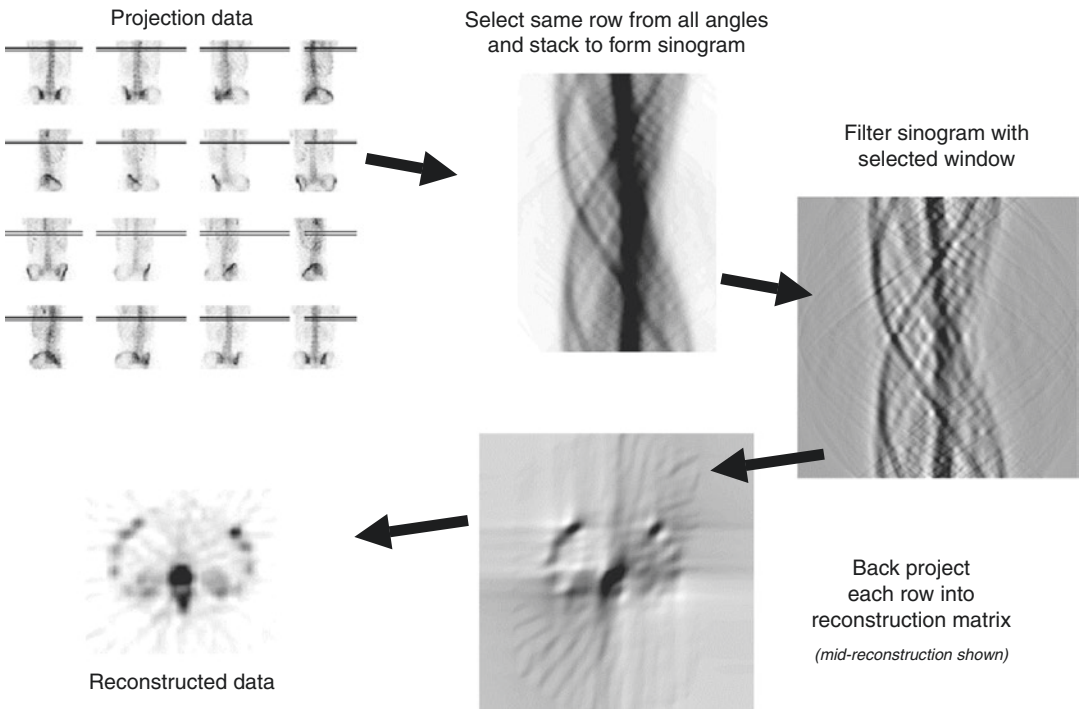 Projection data
Select same row from all angles
and stack to form sinogram
Filter sinogram with
selected window
Back project
each row into
reconstruction matrix
(mid-reconstruction shown)
Reconstructed data